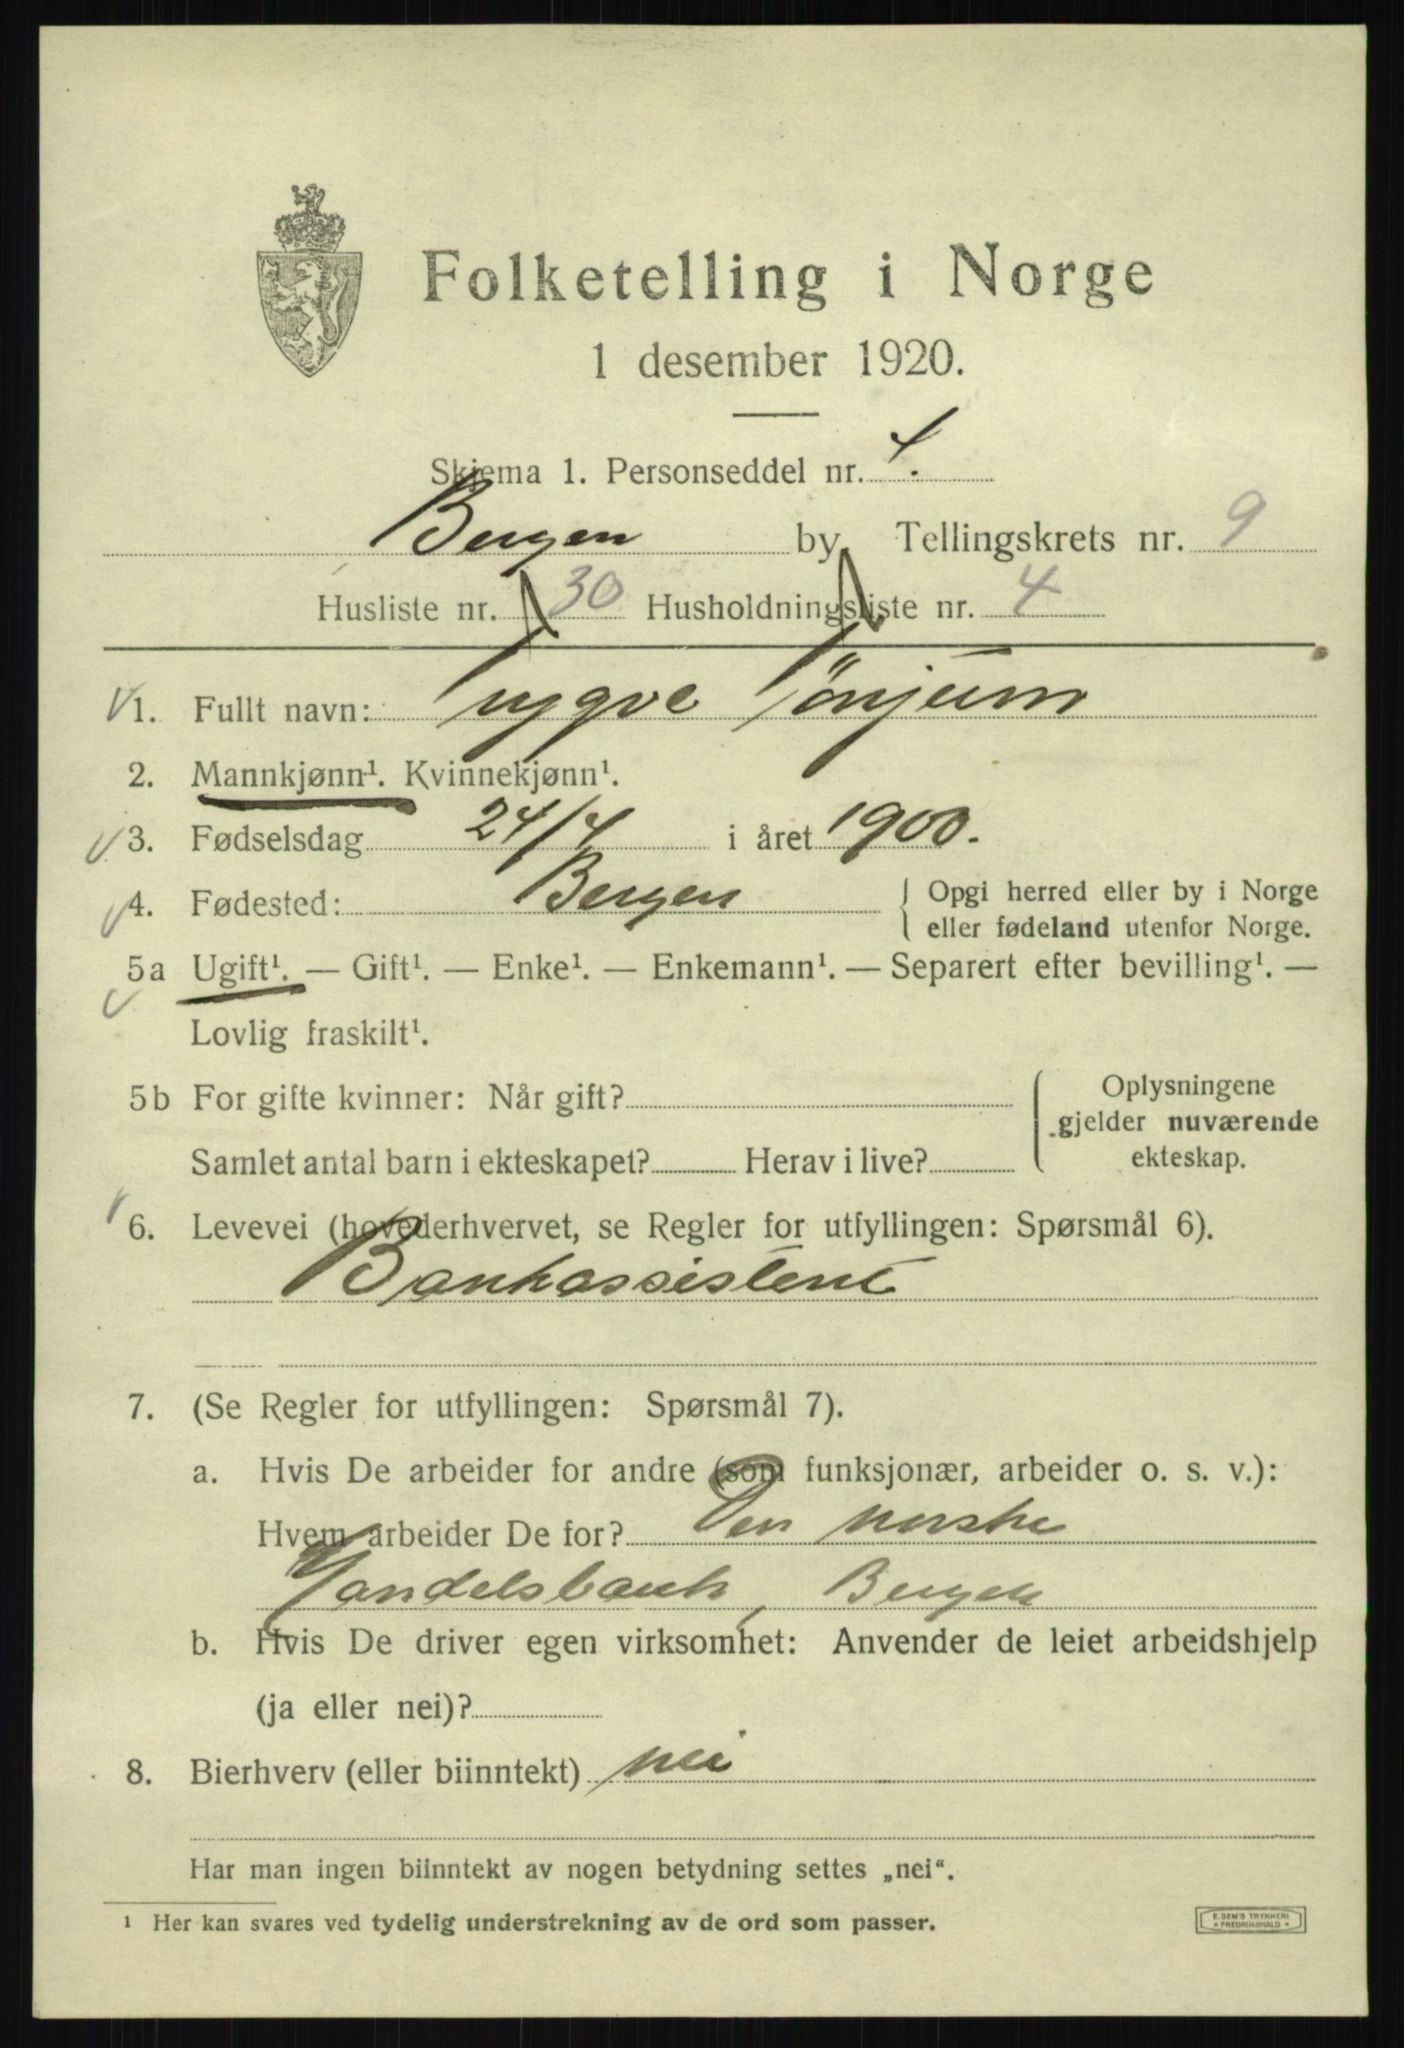 Folketelling i Norge
1 desember 1920.
Skjema 1. Personseddel nr. 4.
Bergen by Tellingskrets nr. 9
Husliste nr. 30 Husholdningsliste nr. 4
1. Fullt navn: Trygve Tönjum
2. Mannkjønn¹. Kvinnekjønn¹.
3. Fødselsdag 24/4 i året 1900.
4. Fødested: Bergen { Opgi herred eller by i Norge
eller fødeland utenfor Norge.
5a Ugift¹. — Gift¹. — Enke¹. — Enkemann¹. — Separert efter bevilling¹. —
Lovlig fraskilt¹.
5b For gifte kvinner: Når gift? Oplysningene
gjelder nuværende
Samlet antal barn i ekteskapet? Herav i live? ekteskap.
6. Levevei (hovederhvervet, se Regler for utfyllingen: Spørsmål 6).
Bankassistent
7. (Se Regler for utfyllingen: Spørsmål 7).
a. Hvis De arbeider for andre (som funksjonær, arbeider o. s. v.):
Hvem arbeider De for? Den norske
Handelsbank, Bergen
b. Hvis De driver egen virksomhet: Anvender de leiet arbeidshjelp
(ja eller nei)?
8. Bierhverv (eller biinntekt) nei
Har man ingen biinntekt av nogen betydning settes „nei“.
¹ Her kan svares ved tydelig understrekning av de ord som passer.
E. SEM'S TRYKKERI
* FREDRIKSHALD *